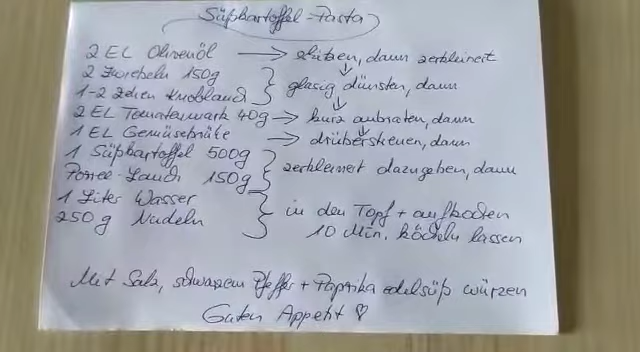 Süßkartoffel-Pasta
2 EL Olivenöl → erhitzen, dann zerkleinert
2 Zwiebeln 150g
1-2 Zehen Knoblauch } glasig dünsten, dann
2 EL Tomatenmark 40g → kurz anbraten, dann
1 EL Gemüsebrühe → drüberstreuen, dann
1 Süßkartoffel 500g
Porree-Lauch 150g } zerkleinert dazugeben, dann
1 Liter Wasser
250 g Nudeln } in den Topf + aufkochen
10 Min. köcheln lassen
Mit Salz, schwarzem Pfeffer + Paprika edelsüß würzen
Guten Appetit ♡